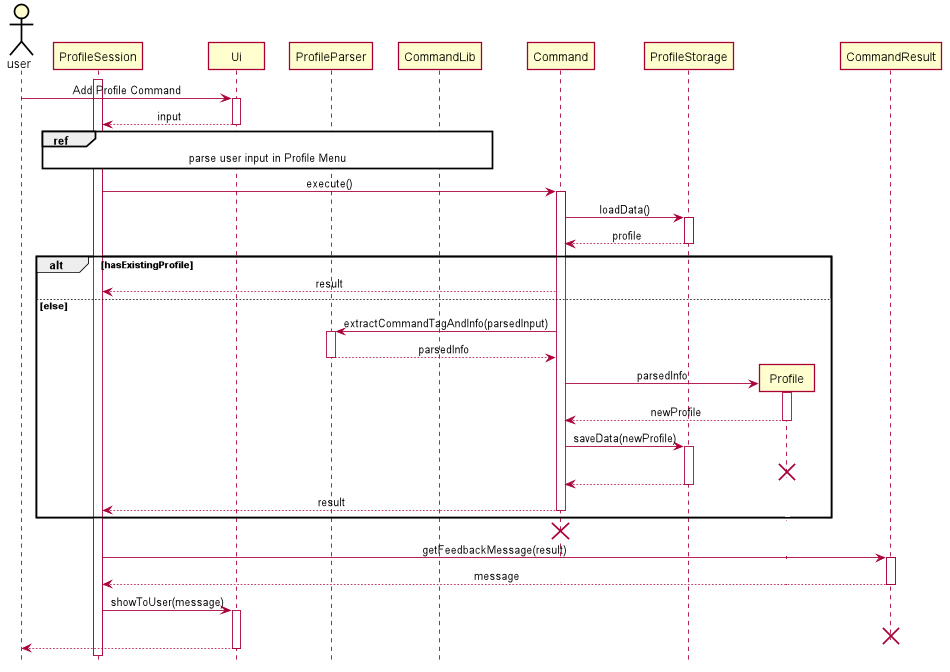 user
ProfileSession
Ui
ProfileParser
CommandLib
Command
ProfileStorage
CommandResult
Add Profile Command
input
ref
parse user input in Profile Menu
execute()
loadData()
profile
alt
[hasExistingProfile]
result
[else]
extractCommandTagAndInfo(parsedInput)
parsedInfo
parsedInfo
Profile
newProfile
saveData(newProfile)
result
getFeedbackMessage(result)
message
showToUser(message)